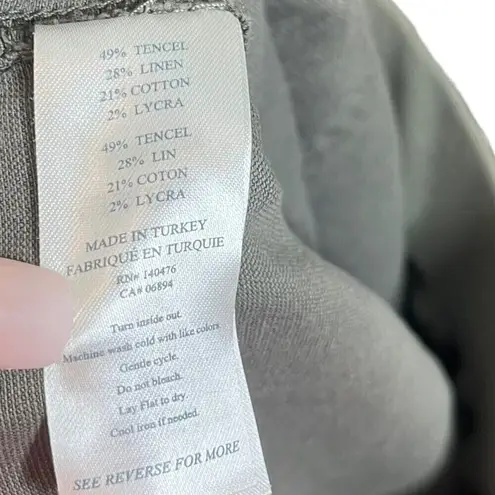 49% TENCEL
28% LINEN
21% COTTON
2% LYCRA
49% TENCEL
28% LIN
21% COTON
2% LYCRA
MADE IN TURKEY
FABRIQUÉ EN TURQUIE
RN# 140476
CA# 06894
Turn inside out.
Machine wash cold with like colors
Gentle cycle.
Do not bleach.
Lay Flat to dry.
Cool iron if needed.
SEE REVERSE FOR MORE